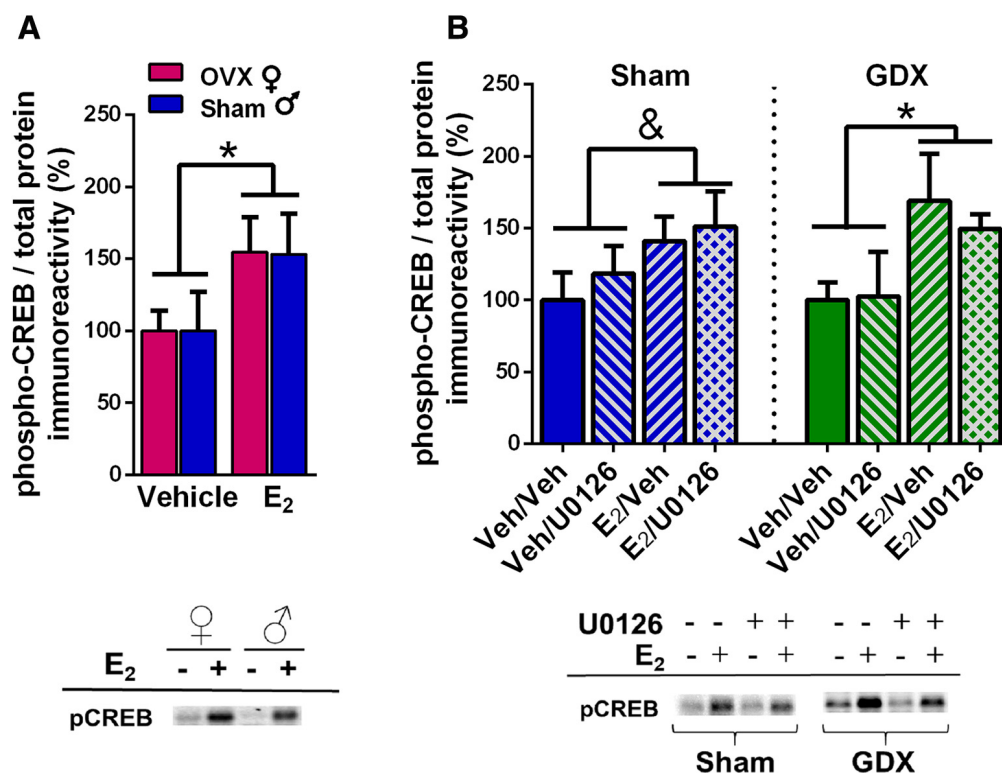 A
OVX ♀
Sham ♂
phospho-CREB / total protein
immunoreactivity (%)
250
200
150
100
50
0
*
Vehicle E₂
♀ ♂
E₂ - + - +
pCREB
B
Sham GDX
phospho-CREB / total protein
immunoreactivity (%)
250
200
150
100
50
0
& *
Veh/Veh
Veh/U0126
E₂/Veh
E₂/U0126
Veh/Veh
Veh/U0126
E₂/Veh
E₂/U0126
U0126 - - + + - - + +
E₂ - + - + - + - +
pCREB
Sham GDX